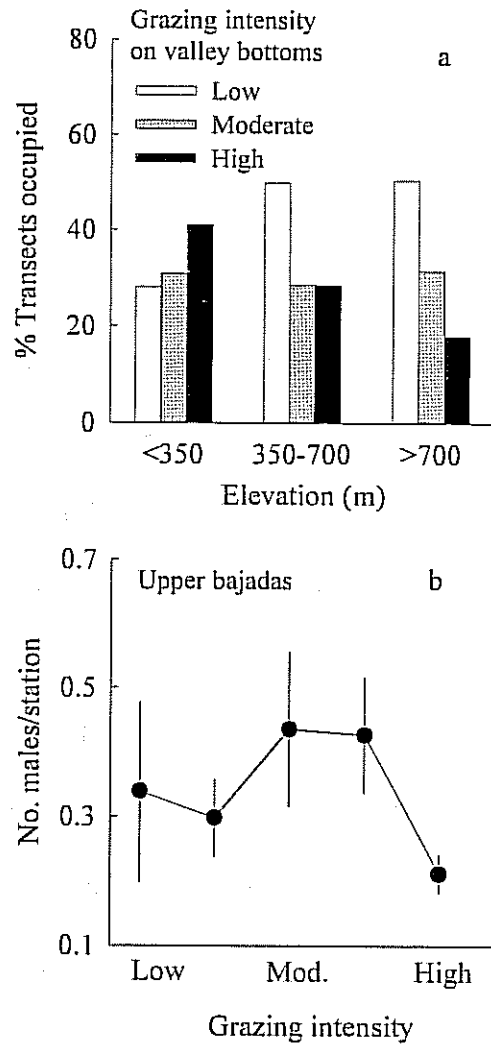 Grazing intensity
on valley bottoms
a
Low
Moderate
High
% Transects occupied
80
60
40
20
0
<350 350-700 >700
Elevation (m)
Upper bajadas b
No. males/station
0.7
0.5
0.3
0.1
Low Mod. High
Grazing intensity